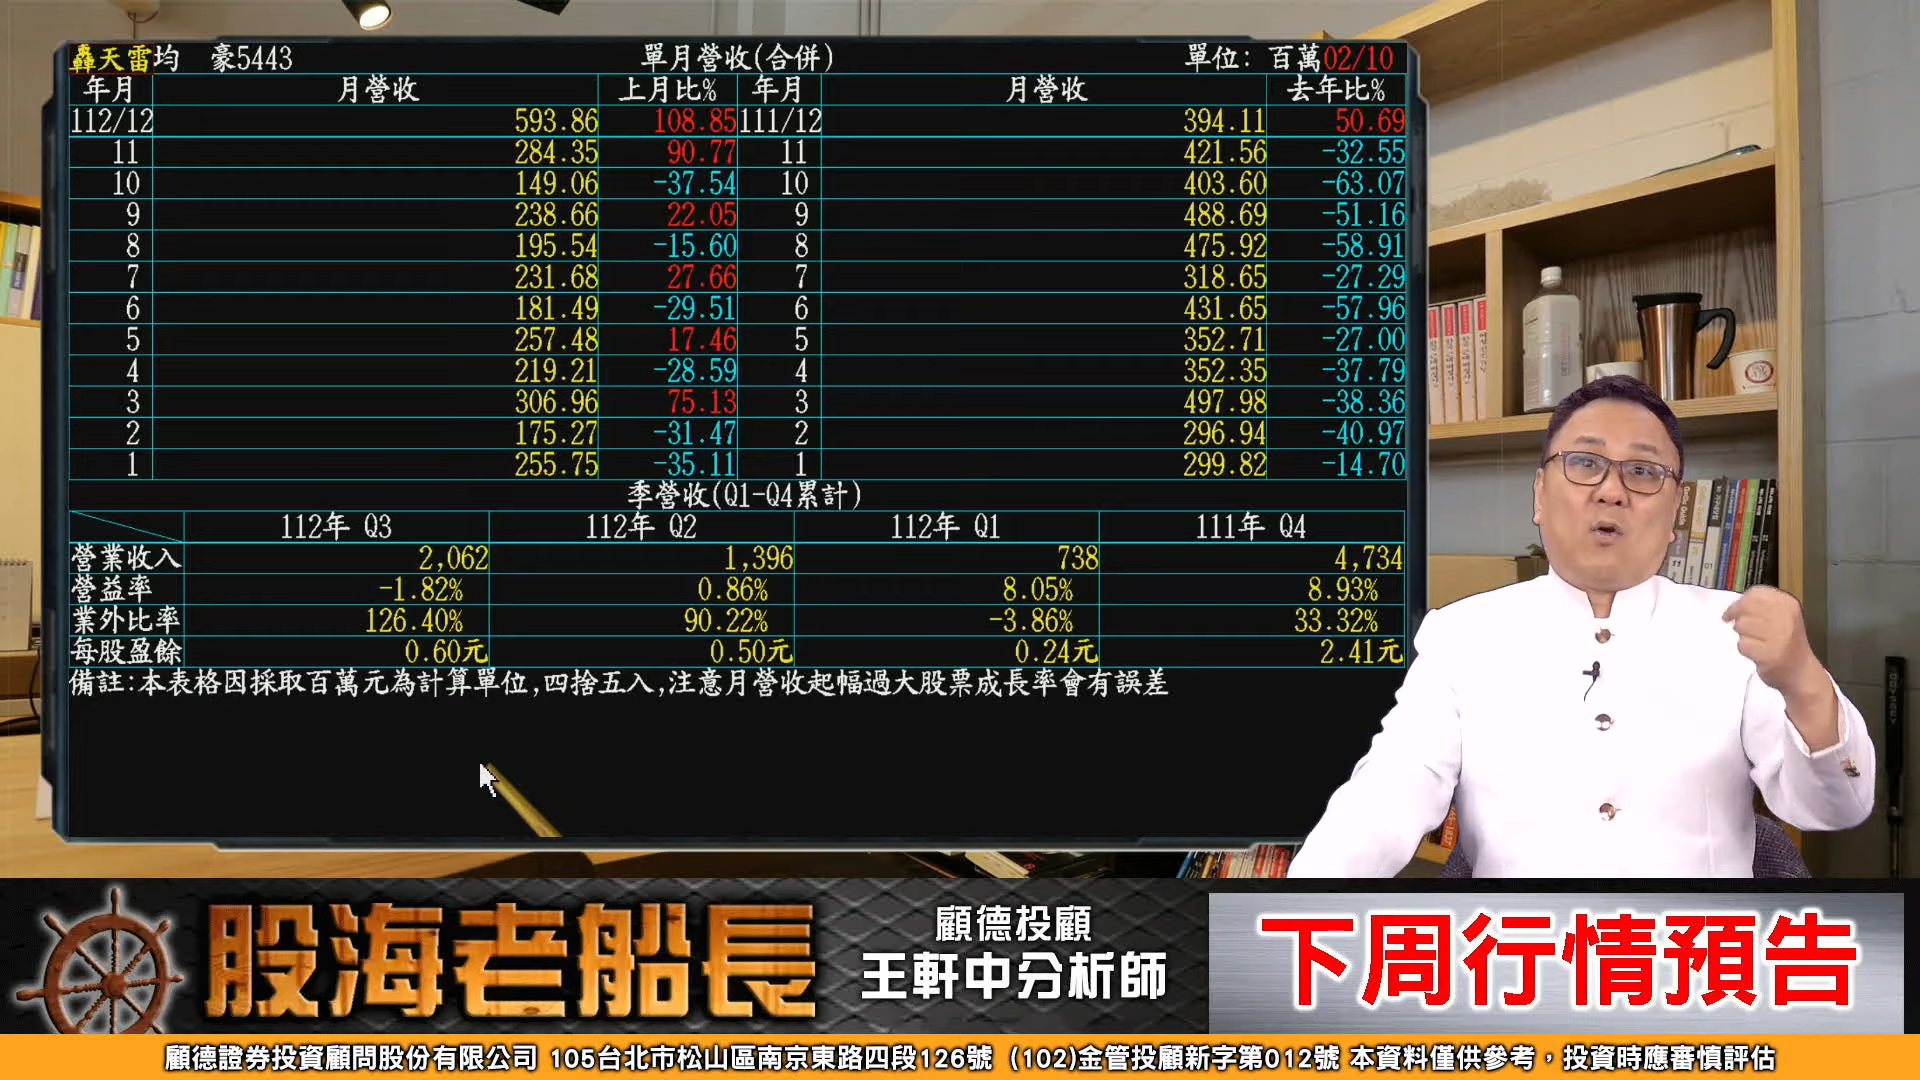 轟天雷均 豪5443 單月營收(合併) 單位: 百萬02/10
年月 月營收 上月比% 年月 月營收 去年比%
112/12 593.86 108.85 111/12 394.11 50.69
11 284.35 90.77 11 421.56 -32.55
10 149.06 -37.54 10 403.60 -63.07
9 238.66 22.05 9 488.69 -51.16
8 195.54 -15.60 8 475.92 -58.91
7 231.68 27.66 7 318.65 -27.29
6 181.49 -29.51 6 431.65 -57.96
5 257.48 17.46 5 352.71 -27.00
4 219.21 -28.59 4 352.35 -37.79
3 306.96 75.13 3 497.98 -38.36
2 175.27 -31.47 2 296.94 -40.97
1 255.75 -35.11 1 299.82 -14.70
季營收(Q1-Q4累計)
112年 Q3 112年 Q2 112年 Q1 111年 Q4
營業收入 2,062 1,396 738 4,734
營益率 -1.82% 0.86% 8.05% 8.93%
業外比率 126.40% 90.22% -3.86% 33.32%
每股盈餘 0.60元 0.50元 0.24元 2.41元
備註:本表格因採取百萬元為計算單位,四捨五入,注意月營收起幅過大股票成長率會有誤差
股海老船長
顧德投顧
王軒中分析師
下周行情預告
顧德證券投資顧問股份有限公司 105台北市松山區南京東路四段126號 (102)金管投顧新字第012號 本資料僅供參考，投資時應審慎評估